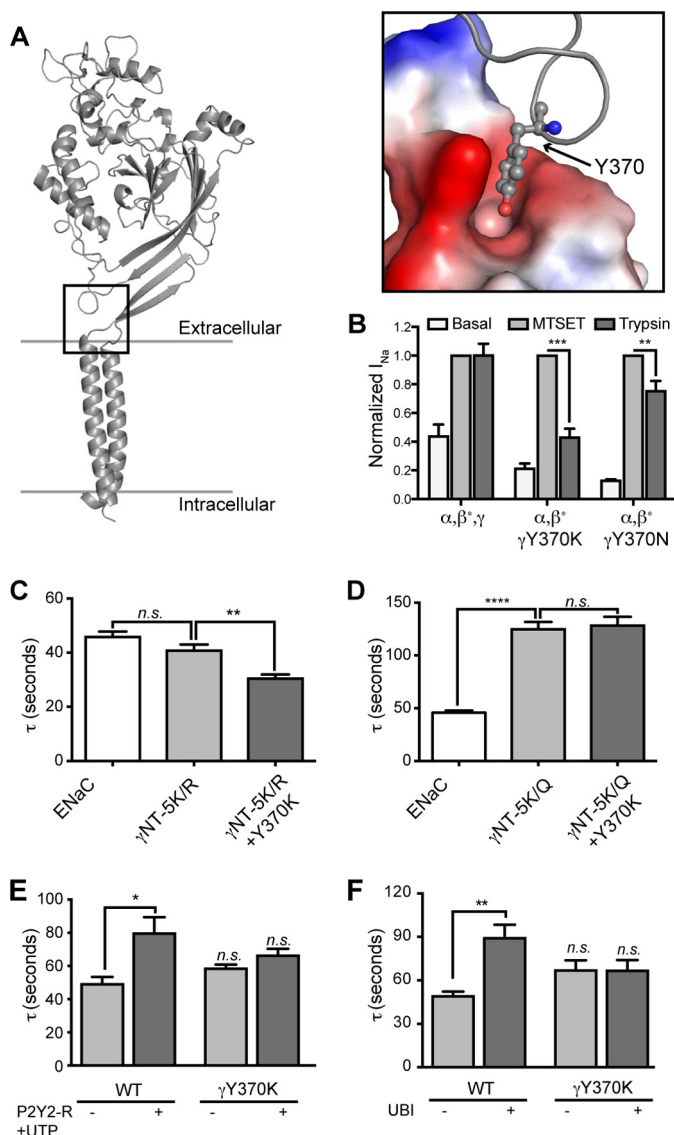 A
Y370
Extracellular
Intracellular
B
Basal MTSET Trypsin
Normalized I_Na
1.2
1.0
0.8
0.6
0.4
0.2
0.0
*** **
α,β*,γ α,β* γY370K α,β* γY370N
C
τ (seconds)
60
40
20
0
n.s. **
ENaC
γNT-5K/R
γNT-5K/R
+Y370K
D
τ (seconds)
150
100
50
0
**** n.s.
ENaC
γNT-5K/Q
γNT-5K/Q
+Y370K
E
τ (seconds)
100
80
60
40
20
0
*
n.s. n.s.
WT γY370K
P2Y2-R - + - +
+UTP
F
τ (seconds)
120
90
60
30
0
**
n.s. n.s.
WT γY370K
UBI - + - +